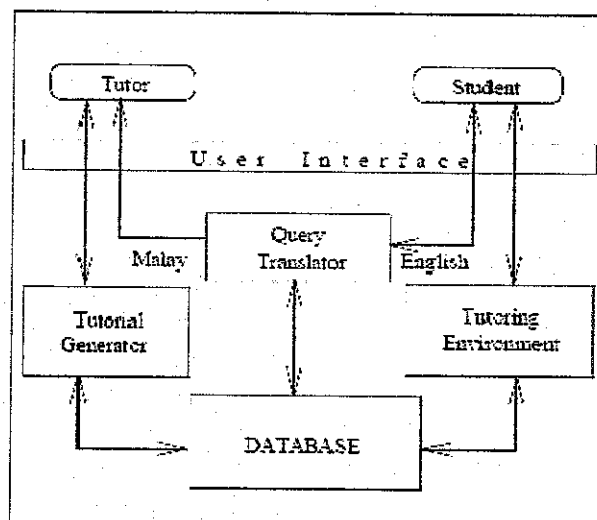 Tutor
Student
User Interface
Query
Translator
Malay
English
Tutorial
Generator
Tutoring
Environment
DATABASE